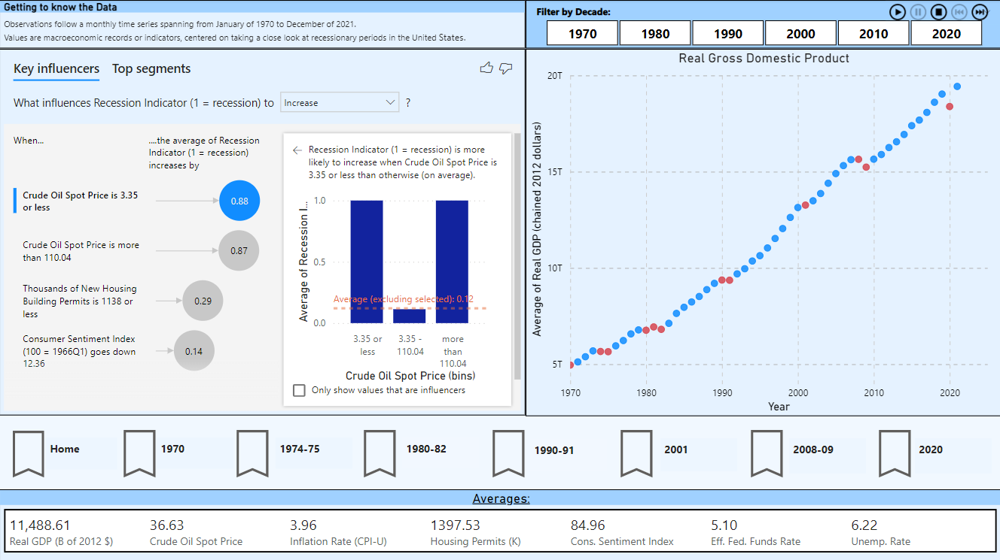 Getting to know the Data
Observations follow a monthly time series spanning from January of 1970 to December of 2021.
Values are macroeconomic records or indicators, centered on taking a close look at recessionary periods in the United States.
Filter by Decade:
1970
1980
1990
2000
2010
2020
Key influencers
Top segments
What influences Recession Indicator (1 = recession) to
Increase
?
When...
....the average of Recession
Indicator (1 = recession)
increases by
Crude Oil Spot Price is 3.35
or less
0.88
Crude Oil Spot Price is more
than 110.04
0.87
Thousands of New Housing
Building Permits is 1138 or
less
0.29
Consumer Sentiment Index
(100 = 1966Q1) goes down
12.36
0.14
Recession Indicator (1 = recession) is more
likely to increase when Crude Oil Spot Price is
3.35 or less than otherwise (on average).
Average of Recession I...
1.0
0.5
0.0
Average (excluding selected): 0.12
3.35 or
less
3.35 -
110.04
more
than
110.04
Crude Oil Spot Price (bins)
Only show values that are influencers
Real Gross Domestic Product
Average of Real GDP (chained 2012 dollars)
20T
15T
10T
5T
1970
1980
1990
2000
2010
2020
Year
Home
1970
1974-75
1980-82
1990-91
2001
2008-09
2020
Averages:
11,488.61
Real GDP (B of 2012 $)
36.63
Crude Oil Spot Price
3.96
Inflation Rate (CPI-U)
1397.53
Housing Permits (K)
84.96
Cons. Sentiment Index
5.10
Eff. Fed. Funds Rate
6.22
Unemp. Rate